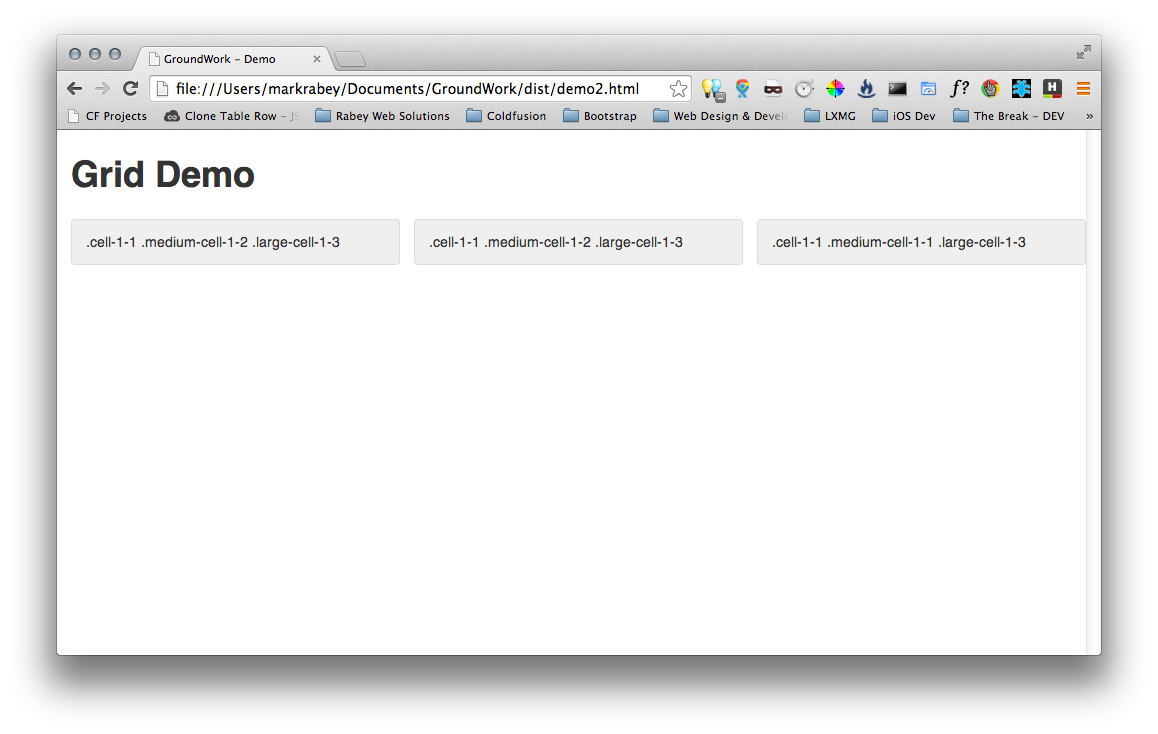 GroundWork – Demo
file:///Users/markrabey/Documents/GroundWork/dist/demo2.html f?
CF Projects Clone Table Row – JS Rabey Web Solutions Coldfusion Bootstrap Web Design & Devel LXMG iOS Dev The Break – DEV »
Grid Demo
.cell-1-1 .medium-cell-1-2 .large-cell-1-3 .cell-1-1 .medium-cell-1-2 .large-cell-1-3 .cell-1-1 .medium-cell-1-1 .large-cell-1-3